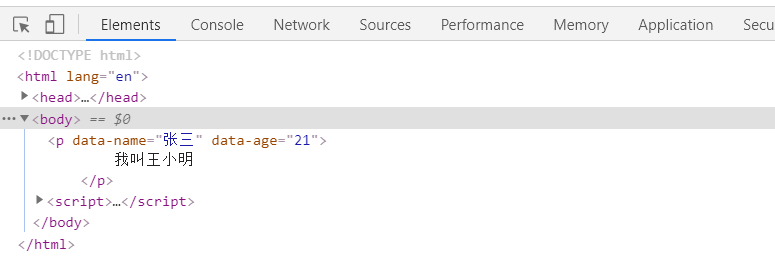 Elements Console Network Sources Performance Memory Application Secu
<!DOCTYPE html>
<html lang="en">
<head>…</head>
<body> == $0
<p data-name="张三" data-age="21">
我叫王小明
</p>
<script>…</script>
</body>
</html>